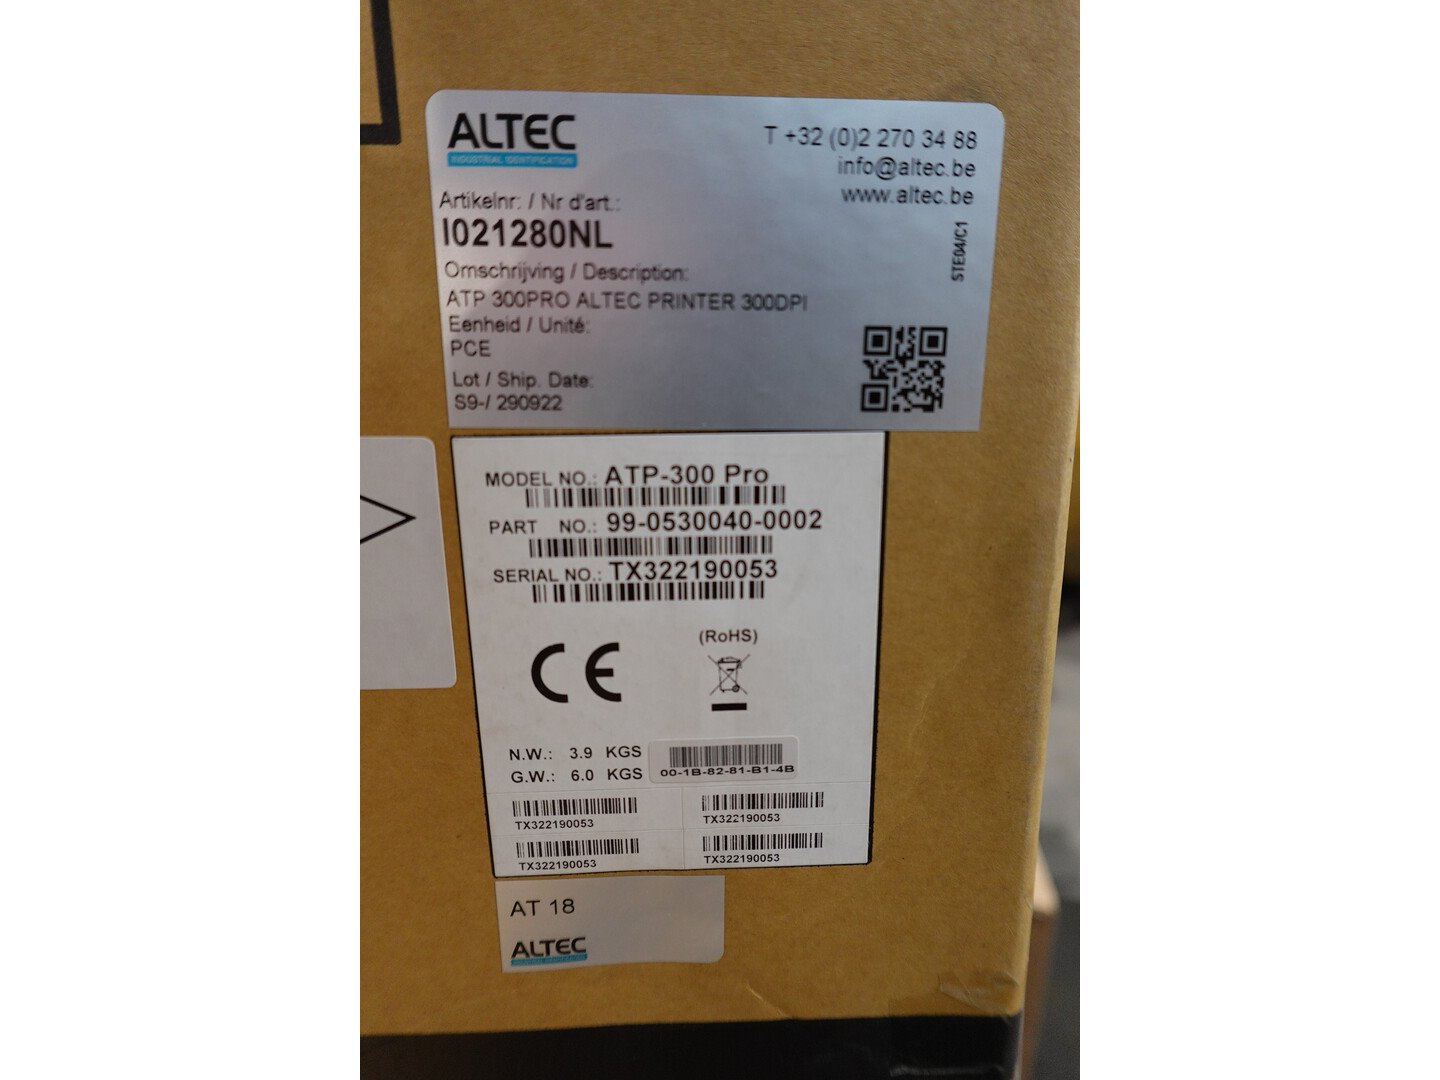 ALTEC
INDUSTRIAL IDENTIFICATION
T +32 (0)2 270 34 88
info@altec.be
www.altec.be
Artikelnr. / Nr d'art.:
I021280NL
STE04/C1
Omschrijving / Description:
ATP 300PRO ALTEC PRINTER 300DPI
Eenheid / Unité:
PCE
Lot / Ship. Date:
S9-/ 290922
MODEL NO.: ATP-300 Pro
PART NO.: 99-0530040-0002
SERIAL NO.: TX322190053
CE
(RoHS)
N.W.: 3.9 KGS
G.W.: 6.0 KGS
00-1B-82-81-B1-4B
TX322190053
TX322190053
TX322190053
TX322190053
AT 18
ALTEC
INDUSTRIAL IDENTIFICATION